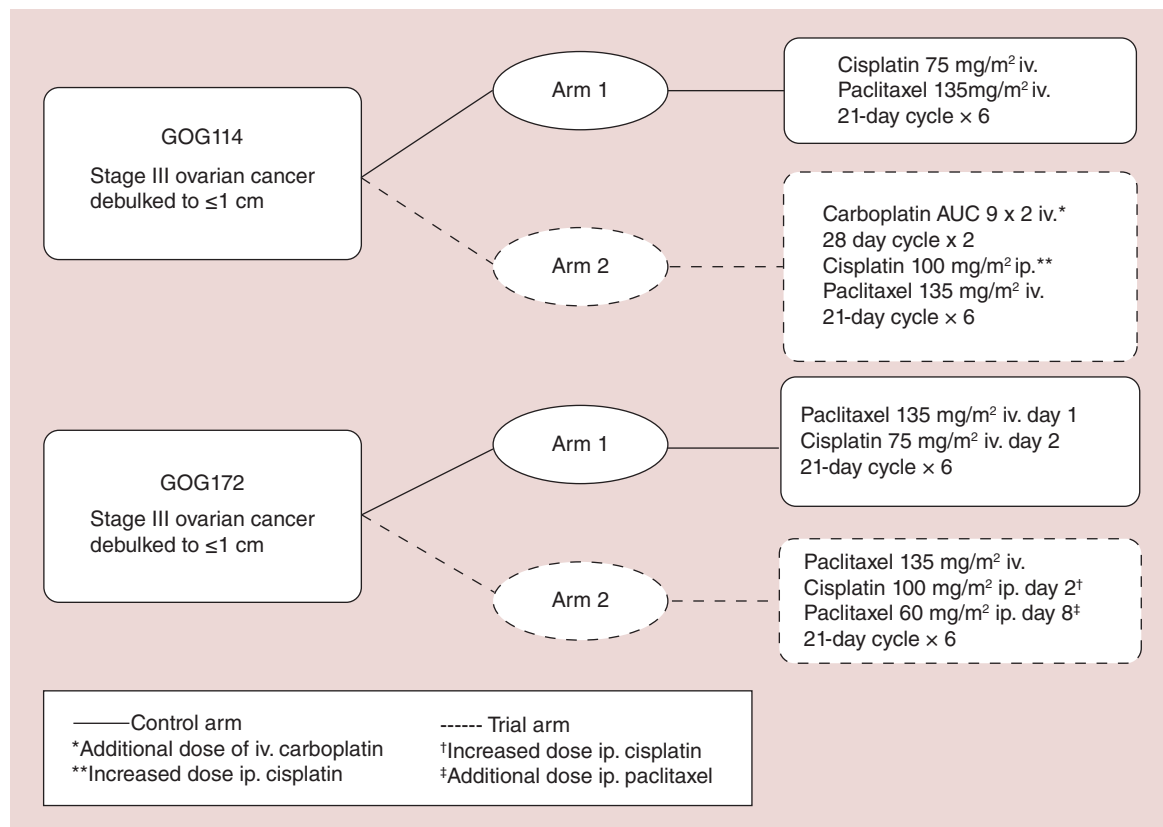 GOG114
Stage III ovarian cancer
debulked to ≤1 cm
Arm 1
Cisplatin 75 mg/m² iv.
Paclitaxel 135mg/m² iv.
21-day cycle × 6
Arm 2
Carboplatin AUC 9 x 2 iv.*
28 day cycle x 2
Cisplatin 100 mg/m² ip.**
Paclitaxel 135 mg/m² iv.
21-day cycle × 6
GOG172
Stage III ovarian cancer
debulked to ≤1 cm
Arm 1
Paclitaxel 135 mg/m² iv. day 1
Cisplatin 75 mg/m² iv. day 2
21-day cycle × 6
Arm 2
Paclitaxel 135 mg/m² iv.
Cisplatin 100 mg/m² ip. day 2†
Paclitaxel 60 mg/m² ip. day 8‡
21-day cycle × 6
Control arm
*Additional dose of iv. carboplatin
**Increased dose ip. cisplatin
Trial arm
†Increased dose ip. cisplatin
‡Additional dose ip. paclitaxel